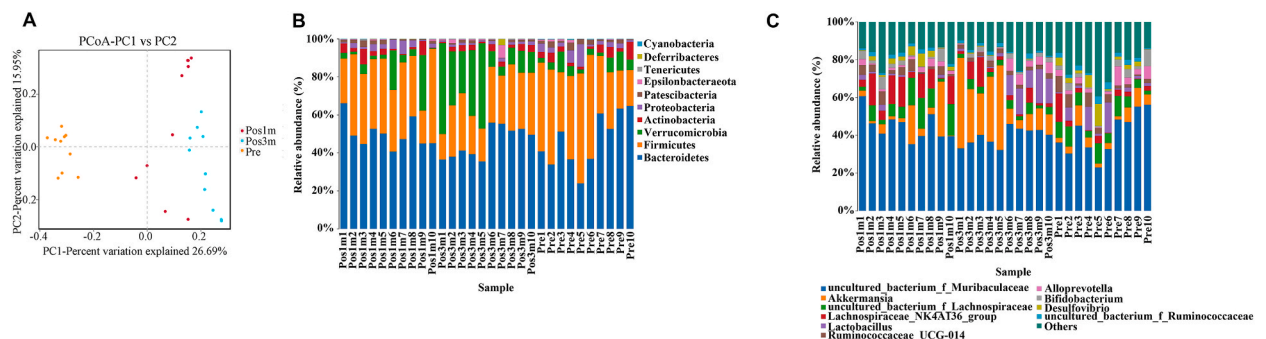 A
PCoA-PC1 vs PC2
PC2-Percent variation explained 115.95%
0.2
0.0
-0.2
-0.4
-0.2
0.0
0.2
PC1-Percent variation explained 26.69%
Pos1m
Pos3m
Pre
B
Relative abundance (%)
100%
80%
60%
40%
20%
0%
Pos1m1
Pos1m2
Pos1m3
Pos1m4
Pos1m5
Pos1m6
Pos1m7
Pos1m8
Pos1m9
Pos1m10
Pos3m1
Pos3m2
Pos3m3
Pos3m4
Pos3m5
Pos3m6
Pos3m7
Pos3m8
Pos3m9
Pos3m10
Pre1
Pre2
Pre3
Pre4
Pre5
Pre6
Pre7
Pre8
Pre9
Pre10
Sample
Cyanobacteria
Deferribacteres
Tenericutes
Epsilonbacteraeota
Patescibacteria
Proteobacteria
Actinobacteria
Verrucomicrobia
Firmicutes
Bacteroidetes
C
Relative abundance (%)
100%
80%
60%
40%
20%
0%
Pos1m1
Pos1m2
Pos1m3
Pos1m4
Pos1m5
Pos1m6
Pos1m7
Pos1m8
Pos1m9
Pos1m10
Pos3m1
Pos3m2
Pos3m3
Pos3m4
Pos3m5
Pos3m6
Pos3m7
Pos3m8
Pos3m9
Pos3m10
Pre1
Pre2
Pre3
Pre4
Pre5
Pre6
Pre7
Pre8
Pre9
Pre10
Sample
uncultured_bacterium_f_Muribaculaceae
Akkermansia
uncultured_bacterium_f_Lachnospiraceae
Lachnospiraceae_NK4A136_group
Lactobacillus
Ruminococcaceae_UCG-014
Alloprevotella
Bifidobacterium
Desulfovibrio
uncultured_bacterium_f_Ruminococcaceae
Others